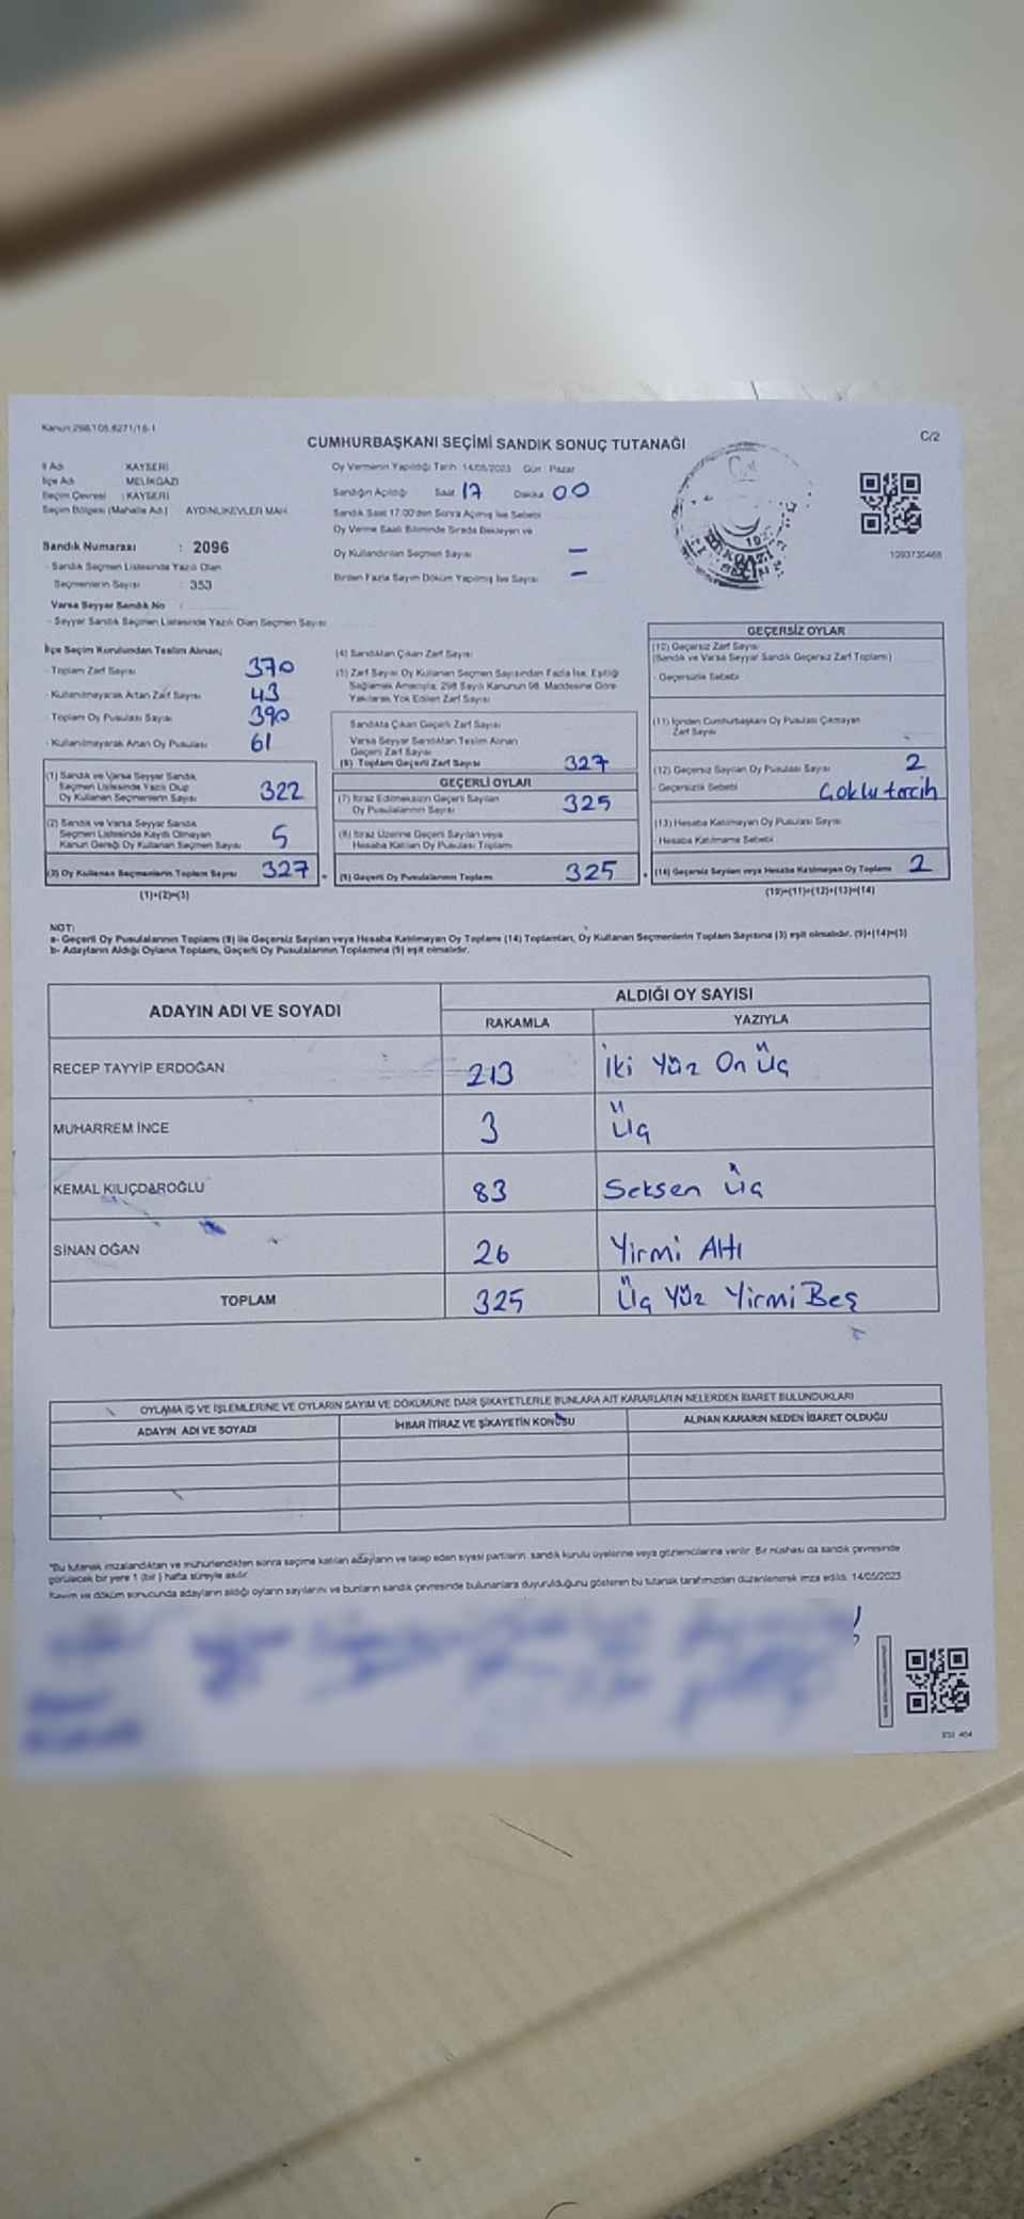 Kanun:298,105,6271/16-1
C/2
CUMHURBAŞKANI SEÇİMİ SANDIK SONUÇ TUTANAĞI
İl Adı KAYSERİ
İlçe Adı MELİKGAZİ
Seçim Çevresi : KAYSERİ
Seçim Bölgesi (Mahalle Adı) AYDINLIKEVLER MAH.
Oy Vermenin Yapıldığı Tarih 14/05/2023 Gün : Pazar
Sandığın Açıldığı Saat 17 Dakika 00
Sandık Saat 17.00'den Sonra Açılmış İse Sebebi
Oy Verme Saati Bitiminde Sırada Bekleyen ve
Oy Kullandırılan Seçmen Sayısı –
Birden Fazla Sayım Döküm Yapılmış İse Sayısı –
1093735468
Sandık Numarası : 2096
- Sandık Seçmen Listesinde Yazılı Olan
Seçmenlerin Sayısı : 353
Varsa Seyyar Sandık No :
- Seyyar Sandık Seçmen Listesinde Yazılı Olan Seçmen Sayısı
İlçe Seçim Kurulundan Teslim Alınan;
- Toplam Zarf Sayısı 370
- Kullanılmayarak Artan Zarf Sayısı 43
- Toplam Oy Pusulası Sayısı 390
- Kullanılmayarak Artan Oy Pusulası 61
(1) Sandık ve Varsa Seyyar Sandık
Seçmen Listesinde Yazılı Olup
Oy Kullanan Seçmenlerin Sayısı 322
(2) Sandık ve Varsa Seyyar Sandık
Seçmen Listesinde Kayıtlı Olmayan
Kanun Gereği Oy Kullanan Seçmen Sayısı 5
(3) Oy Kullanan Seçmenlerin Toplam Sayısı 327
(1)+(2)=(3)
(4) Sandıktan Çıkan Zarf Sayısı
(5) Zarf Sayısı Oy Kullanan Seçmen Sayısından Fazla İse, Eşitliği
Sağlamak Amacıyla, 298 Sayılı Kanunun 98. Maddesine Göre
Yakılarak Yok Edilen Zarf Sayısı
Sandıkta Çıkan Geçerli Zarf Sayısı
Varsa Seyyar Sandıktan Teslim Alınan
Geçerli Zarf Sayısı
(6) Toplam Geçerli Zarf Sayısı 327
GEÇERLİ OYLAR
(7) İtiraz Edilmeksizin Geçerli Sayılan
Oy Pusulalarının Sayısı 325
(8) İtiraz Üzerine Geçerli Sayılan veya
Hesaba Katılan Oy Pusulası Toplam
(9) Geçerli Oy Pusulalarının Toplamı 325
GEÇERSİZ OYLAR
(10) Geçersiz Zarf Sayısı
(Sandık ve Varsa Seyyar Sandık Geçersiz Zarf Toplamı)
- Geçersizlik Sebebi
(11) İçinden Cumhurbaşkanı Oy Pusulası Çıkmayan
Zarf Sayısı
(12) Geçersiz Sayılan Oy Pusulası Sayısı 2
- Geçersizlik Sebebi Çoklu tercih
(13) Hesaba Katılmayan Oy Pusulası Sayısı
- Hesaba Katılmama Sebebi
(14) Geçersiz Sayılan veya Hesaba Katılmayan Oy Toplamı 2
(10)+(11)+(12)+(13)=(14)
NOT:
a- Geçerli Oy Pusulalarının Toplamı (9) ile Geçersiz Sayılan veya Hesaba Katılmayan Oy Toplamı (14) Toplamları, Oy Kullanan Seçmenlerin Toplam Sayısına (3) eşit olmalıdır. (9)+(14)=(3)
b- Adayların Aldığı Oyların Toplamı, Geçerli Oy Pusulalarının Toplamına (9) eşit olmalıdır.
ADAYIN ADI VE SOYADI
ALDIĞI OY SAYISI
RAKAMLA YAZIYLA
RECEP TAYYİP ERDOĞAN 213 İki Yüz On Üç
MUHARREM İNCE 3 Üç
KEMAL KILIÇDAROĞLU 83 Seksen Üç
SİNAN OĞAN 26 Yirmi Altı
TOPLAM 325 Üç Yüz Yirmi Beş
OYLAMA İŞ VE İŞLEMLERİNE VE OYLARIN SAYIM VE DÖKÜMÜNE DAİR ŞİKAYETLERLE BUNLARA AİT KARARLARIN NELERDEN İBARET BULUNDUKLARI
ADAYIN ADI VE SOYADI İHBAR İTİRAZ VE ŞİKAYETİN KONUSU ALINAN KARARIN NEDEN İBARET OLDUĞU
*Bu tutanak imzalandıktan ve mühürlendikten sonra seçime katılan adayların ve talep eden siyasi partilerin sandık kurulu üyelerine veya gözlemcilerine verilir. Bir nüshası da sandık çevresinde
görülecek bir yere 1 (bir) hafta süreyle asılır.
Sayım ve döküm sonucunda adayların aldığı oyların sayılarını ve bunların sandık çevresinde bulunanlara duyurulduğunu gösteren bu tutanak tarafımızdan düzenlenerek imza edildi. 14/05/2023